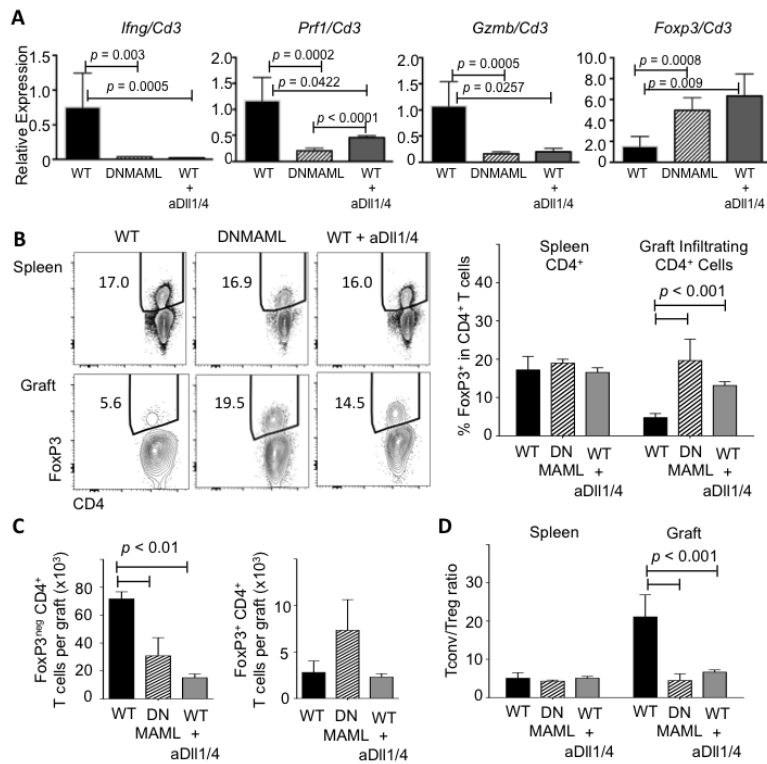 A
Ifng/Cd3
Prf1/Cd3
Gzmb/Cd3
Foxp3/Cd3
Relative Expression
1.5
1.0
0.5
0
p = 0.003
p = 0.0005
WT
DNMAML
WT
+
aDll1/4
2.0
1.5
1.0
0.5
0.0
p = 0.0002
p = 0.0422
p < 0.0001
WT
DNMAML
WT
+
aDll1/4
2.0
1.5
1.0
0.5
0.0
p = 0.0005
p = 0.0257
WT
DNMAML
WT
+
aDll1/4
10.0
8.0
6.0
4.0
2.0
0.0
p = 0.0008
p = 0.009
WT
DNMAML
WT
+
aDll1/4
B
WT
DNMAML
WT + aDll1/4
Spleen
17.0
16.9
16.0
Graft
5.6
19.5
14.5
FoxP3
CD4
Spleen
CD4⁺
Graft Infiltrating
CD4⁺ Cells
% FoxP3⁺ in CD4⁺ T cells
40
30
20
10
0
p < 0.001
WT
DN
MAML
WT
+
aDll1/4
WT
DN
MAML
WT
+
aDll1/4
C
FoxP3ⁿᵉᵍ CD4⁺
T cells per graft (x10³)
80
60
40
20
0
p < 0.01
WT
DN
MAML
WT
+
aDll1/4
FoxP3⁺ CD4⁺
T cells per graft (x10³)
10
5
0
WT
DN
MAML
WT
+
aDll1/4
D
Spleen
Graft
Tconv/Treg ratio
40
30
20
10
0
p < 0.001
WT
DN
MAML
WT
+
aDll1/4
WT
DN
MAML
WT
+
aDll1/4